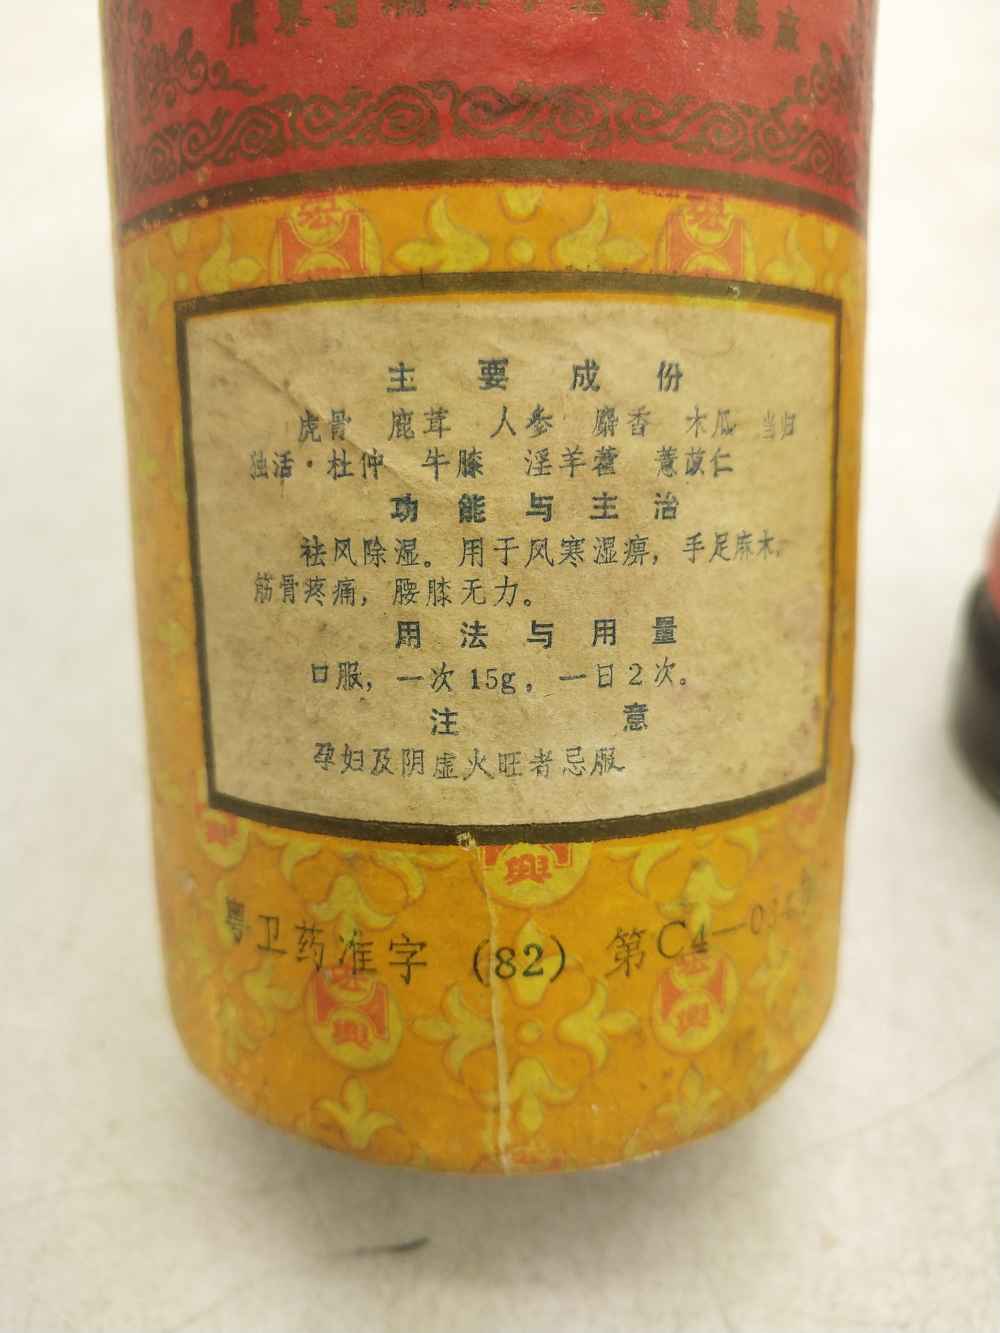 主要成份
虎骨 鹿茸 人参 麝香 木瓜 当归
独活·杜仲 牛膝 淫羊藿 薏苡仁
功能与主治
祛风除湿。用于风寒湿痹，手足麻木，
筋骨疼痛，腰膝无力。
用法与用量
口服，一次15g，一日2次。
注意
孕妇及阴虚火旺者忌服
興
粤卫药准字（82）第C4—03
興
興